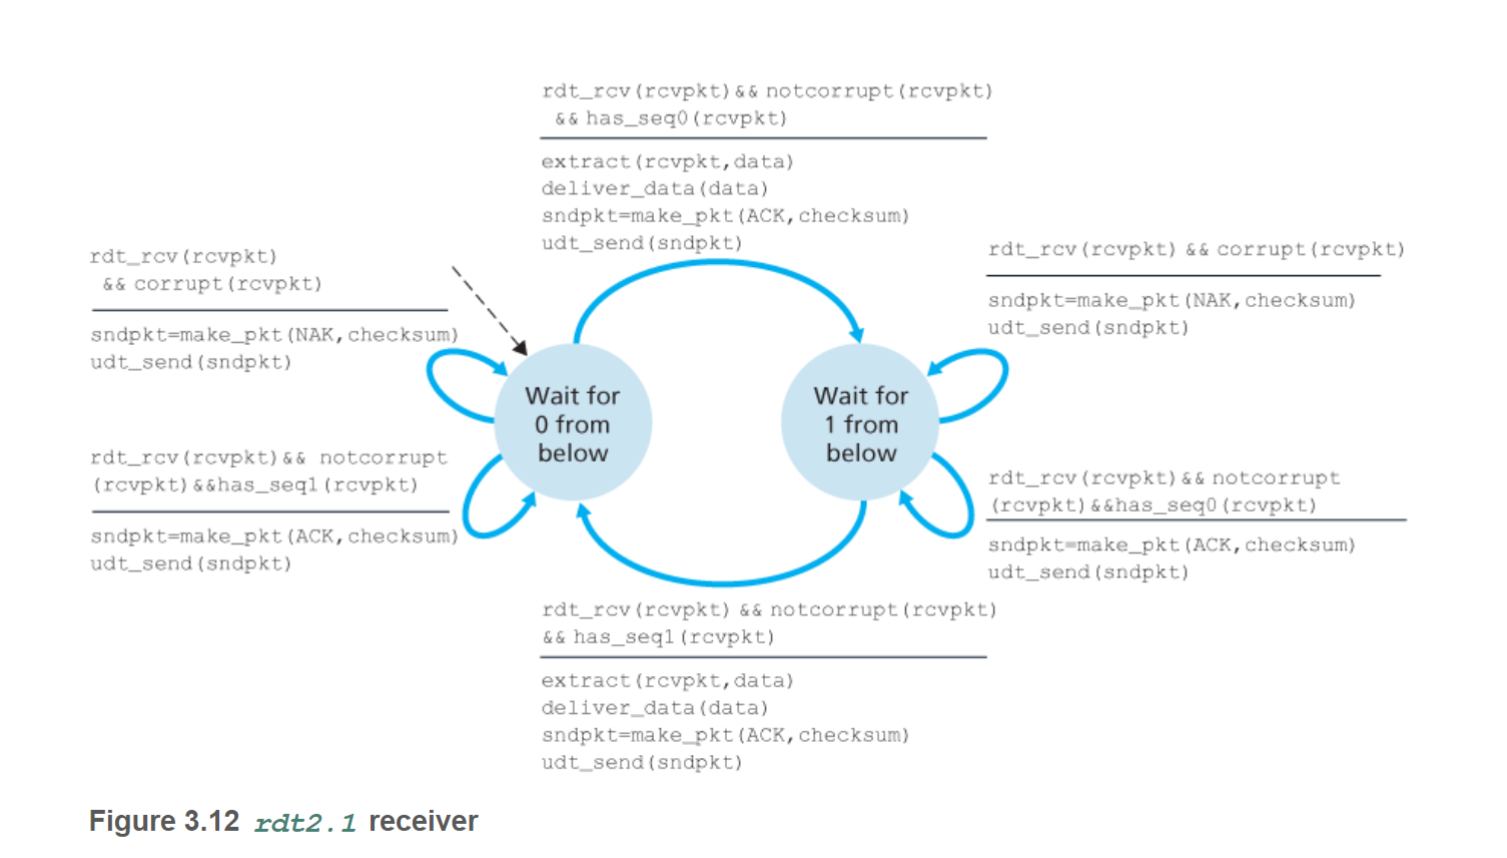 rdt_rcv(rcvpkt)&& notcorrupt(rcvpkt)
&& has_seq0(rcvpkt)
extract(rcvpkt,data)
deliver_data(data)
sndpkt=make_pkt(ACK,checksum)
udt_send(sndpkt)
rdt_rcv(rcvpkt)
&& corrupt(rcvpkt)
sndpkt=make_pkt(NAK,checksum)
udt_send(sndpkt)
rdt_rcv(rcvpkt) && corrupt(rcvpkt)
sndpkt=make_pkt(NAK,checksum)
udt_send(sndpkt)
Wait for
0 from
below
Wait for
1 from
below
rdt_rcv(rcvpkt)&& notcorrupt
(rcvpkt)&&has_seq1(rcvpkt)
sndpkt=make_pkt(ACK,checksum)
udt_send(sndpkt)
rdt_rcv(rcvpkt)&& notcorrupt
(rcvpkt)&&has_seq0(rcvpkt)
sndpkt=make_pkt(ACK,checksum)
udt_send(sndpkt)
rdt_rcv(rcvpkt) && notcorrupt(rcvpkt)
&& has_seq1(rcvpkt)
extract(rcvpkt,data)
deliver_data(data)
sndpkt=make_pkt(ACK,checksum)
udt_send(sndpkt)
Figure 3.12 rdt2.1 receiver